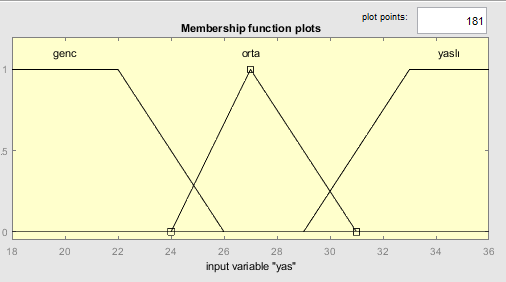 plot points: 181
Membership function plots
genc orta yaslı
1
.5
0
18 20 22 24 26 28 30 32 34 36
input variable "yas"